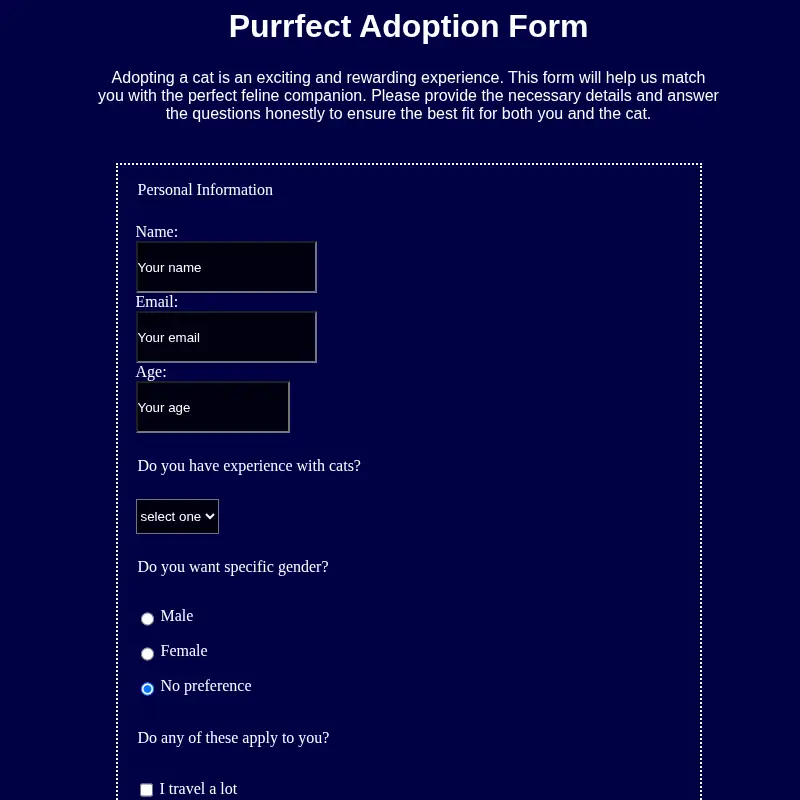 Purrfect Adoption Form
Adopting a cat is an exciting and rewarding experience. This form will help us match
you with the perfect feline companion. Please provide the necessary details and answer
the questions honestly to ensure the best fit for both you and the cat.
Personal Information
Name:
Your name
Email:
Your email
Age:
Your age
Do you have experience with cats?
select one
Do you want specific gender?
Male
Female
No preference
Do any of these apply to you?
I travel a lot